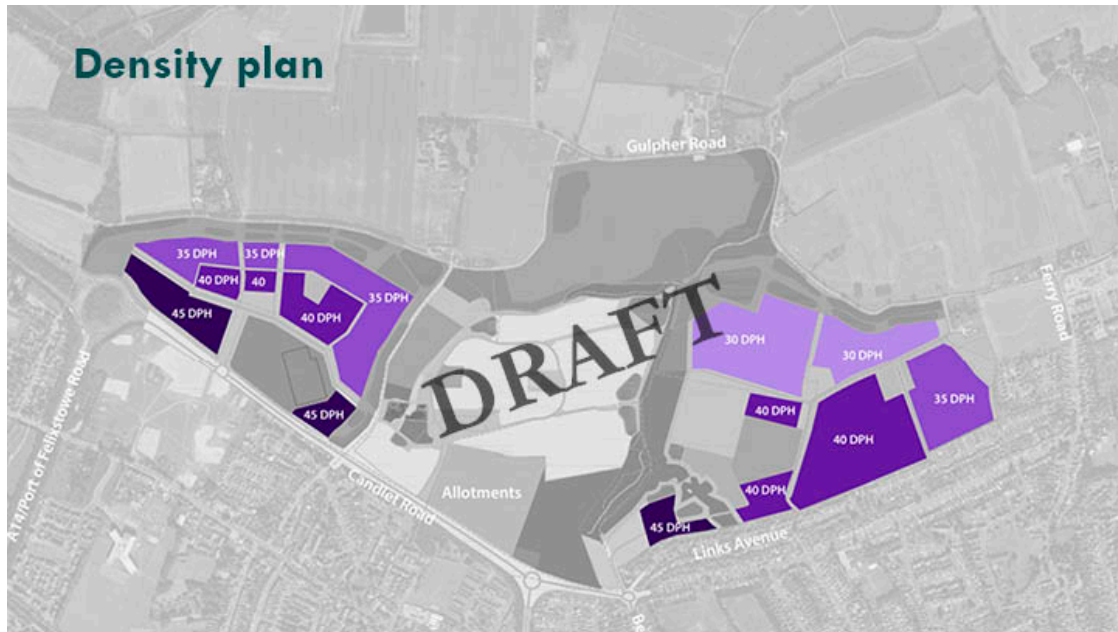 Density plan
Gulpher Road
35 DPH
35 DPH
40 DPH
40
35 DPH
45 DPH
40 DPH
45 DPH
DRAFT
30 DPH
30 DPH
Ferry Road
35 DPH
40 DPH
40 DPH
40 DPH
45 DPH
A14/Port of Felixstowe Road
Candlet Road
Allotments
Links Avenue